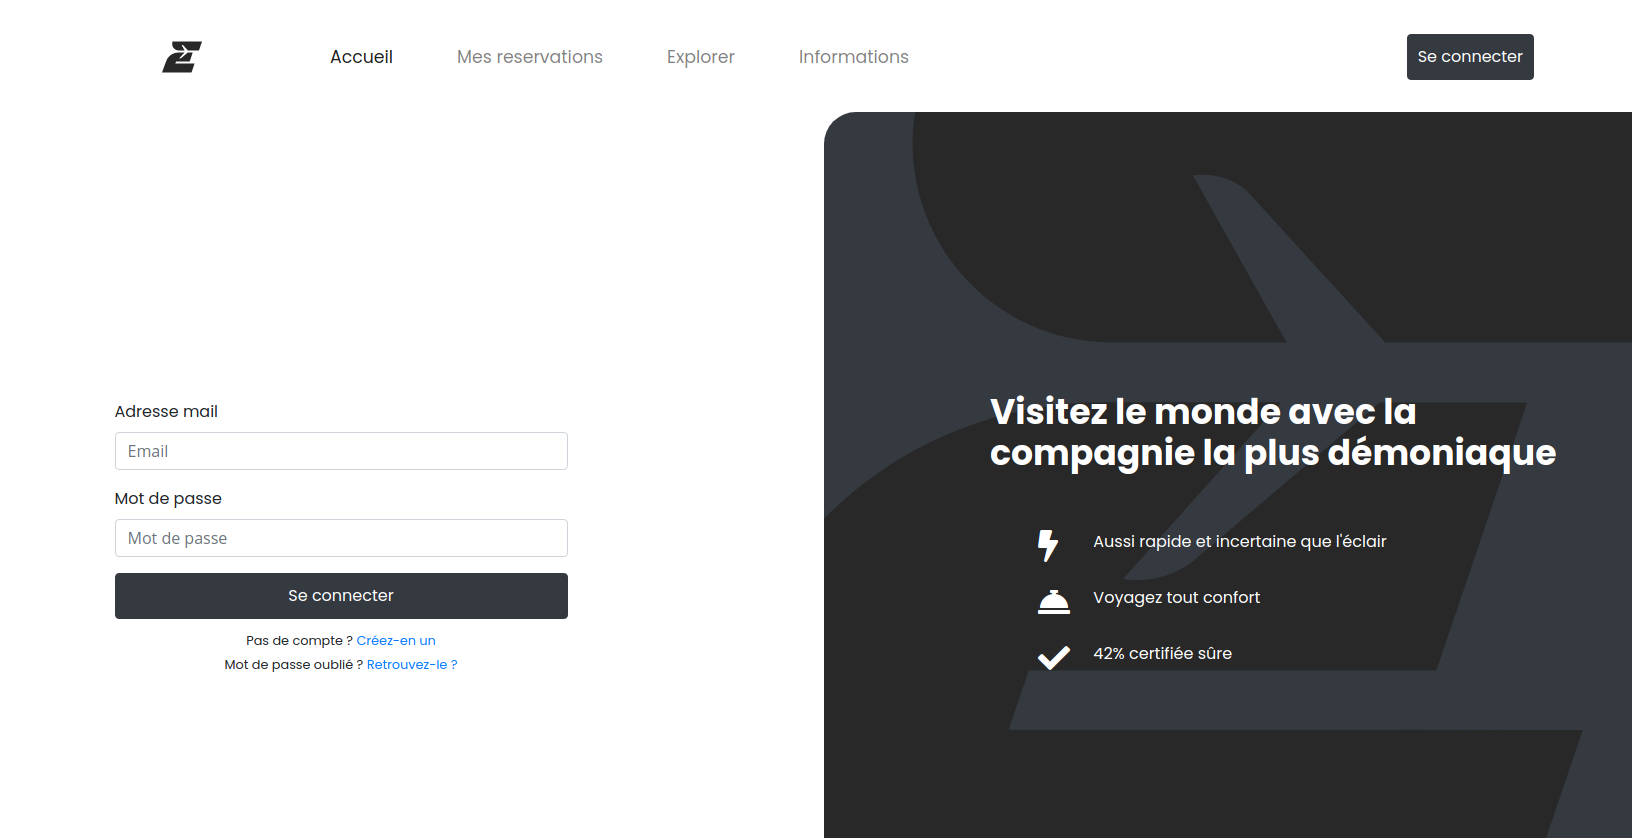 Accueil
Mes reservations
Explorer
Informations
Se connecter
Adresse mail
Email
Mot de passe
Mot de passe
Se connecter
Pas de compte ? Créez-en un
Mot de passe oublié ? Retrouvez-le ?
Visitez le monde avec la
compagnie la plus démoniaque
Aussi rapide et incertaine que l'éclair
Voyagez tout confort
42% certifiée sûre